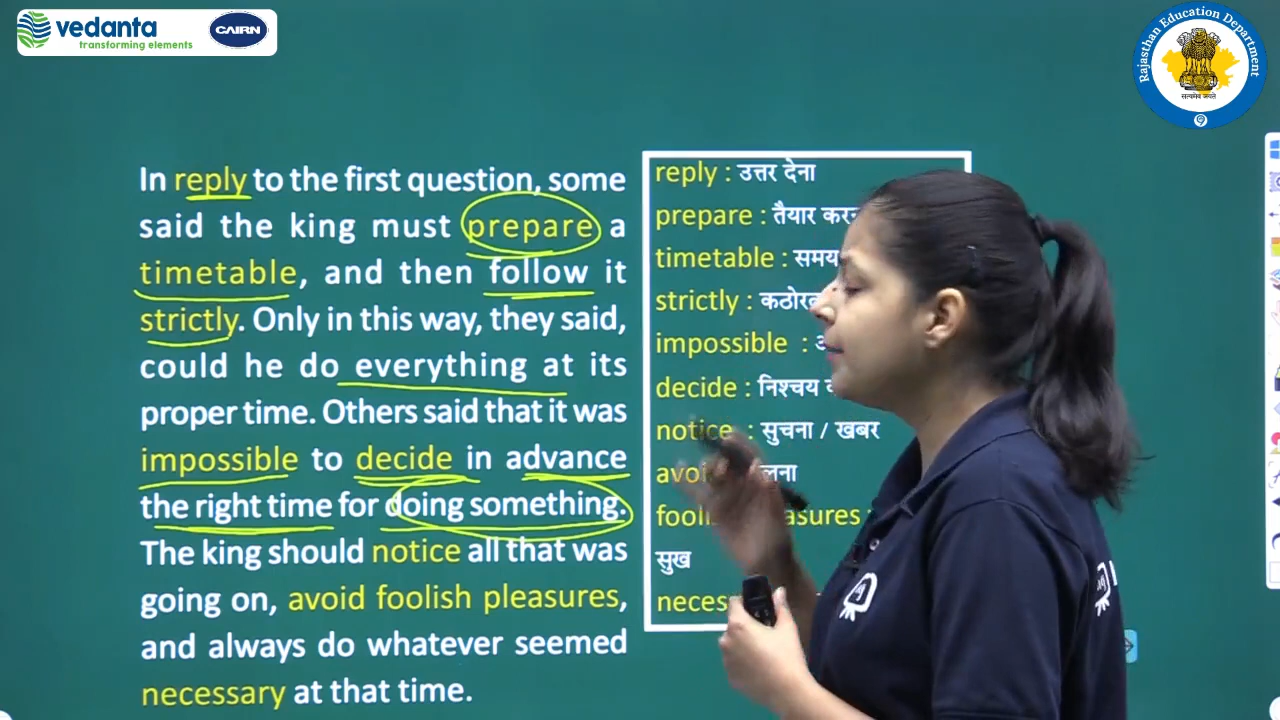 vedanta
transforming elements
CAIRN
Rajasthan Education Department
सत्यमेव जयते
In reply to the first question, some
said the king must prepare a
timetable, and then follow it
strictly. Only in this way, they said,
could he do everything at its
proper time. Others said that it was
impossible to decide in advance
the right time for doing something.
The king should notice all that was
going on, avoid foolish pleasures,
and always do whatever seemed
necessary at that time.
reply : उत्तर देना
prepare : तैयार
timetable : समय
strictly :
impossible :
decide : निश्चय
notice : सुचना / खबर
सुख